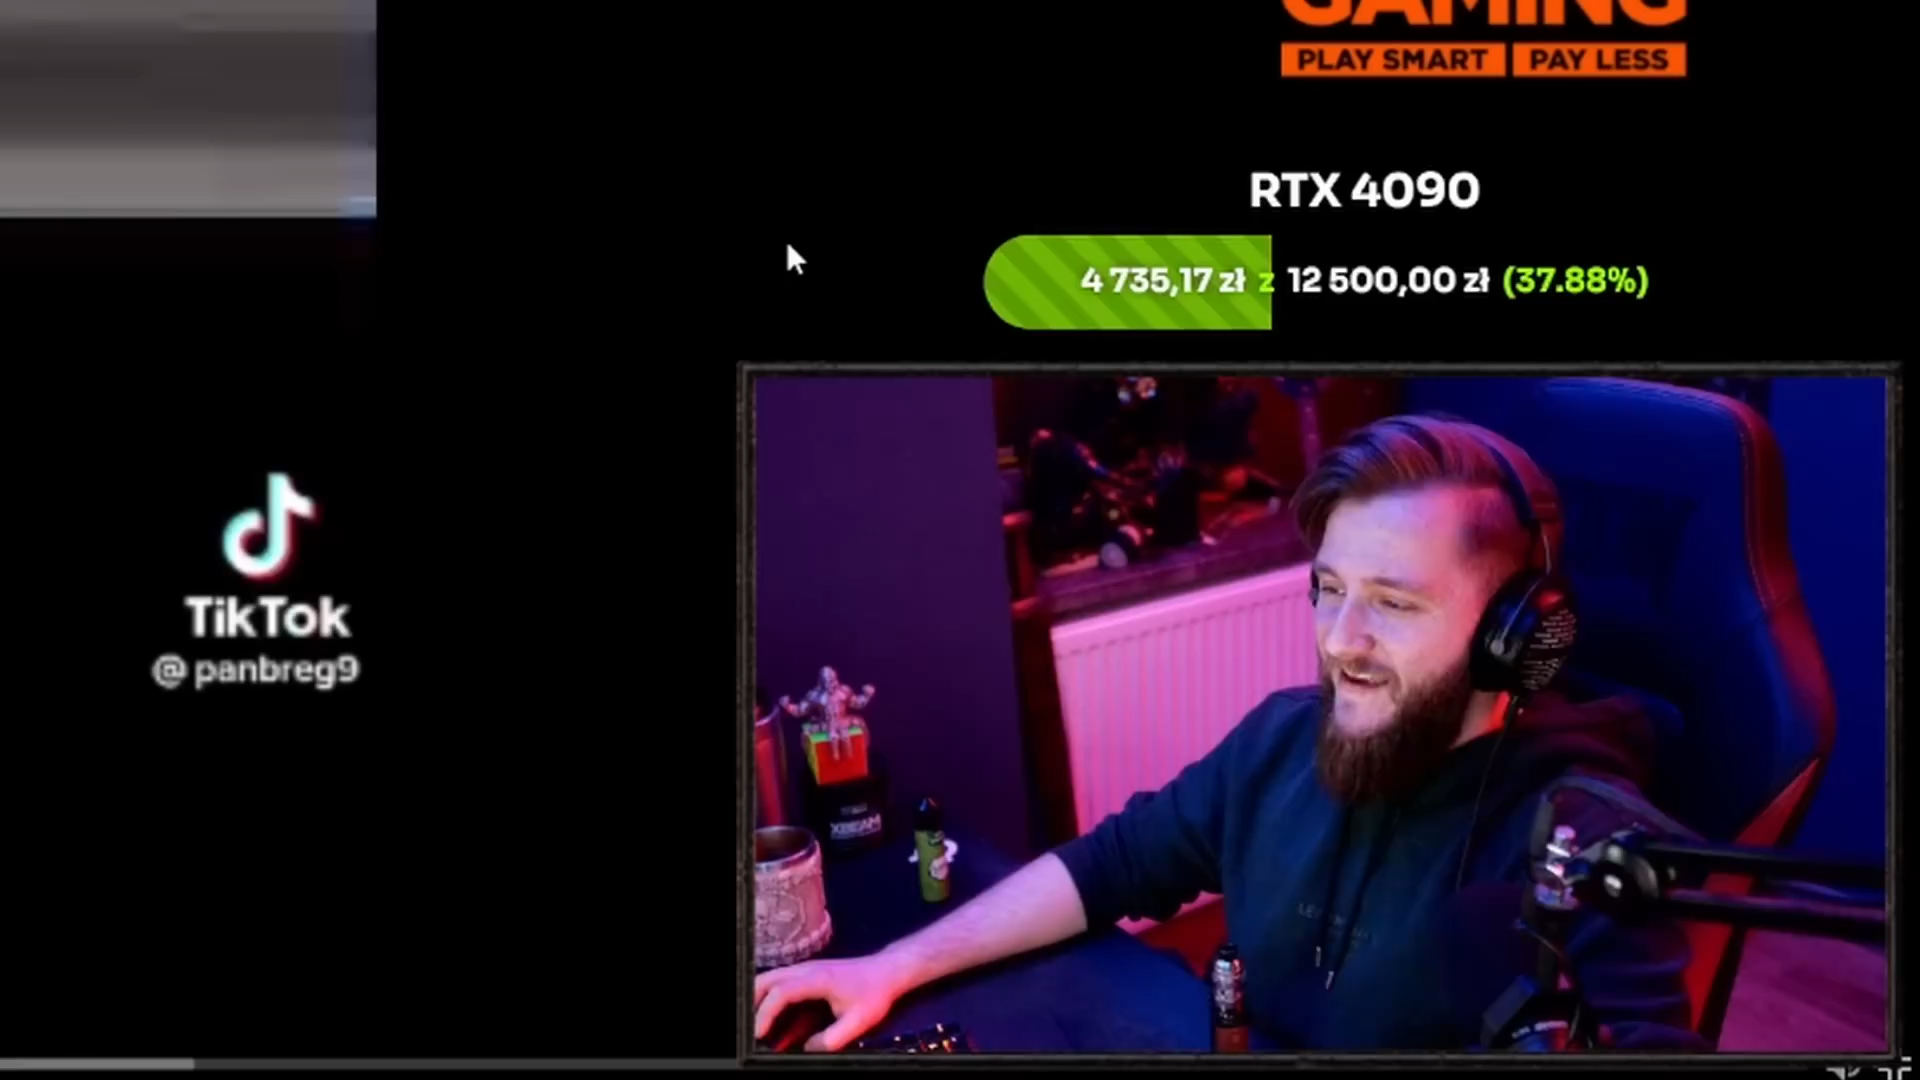 GAMING
PLAY SMART PAY LESS
RTX 4090
4 735,17 zł z 12 500,00 zł (37.88%)
TikTok
@panbreg9
XBEAM